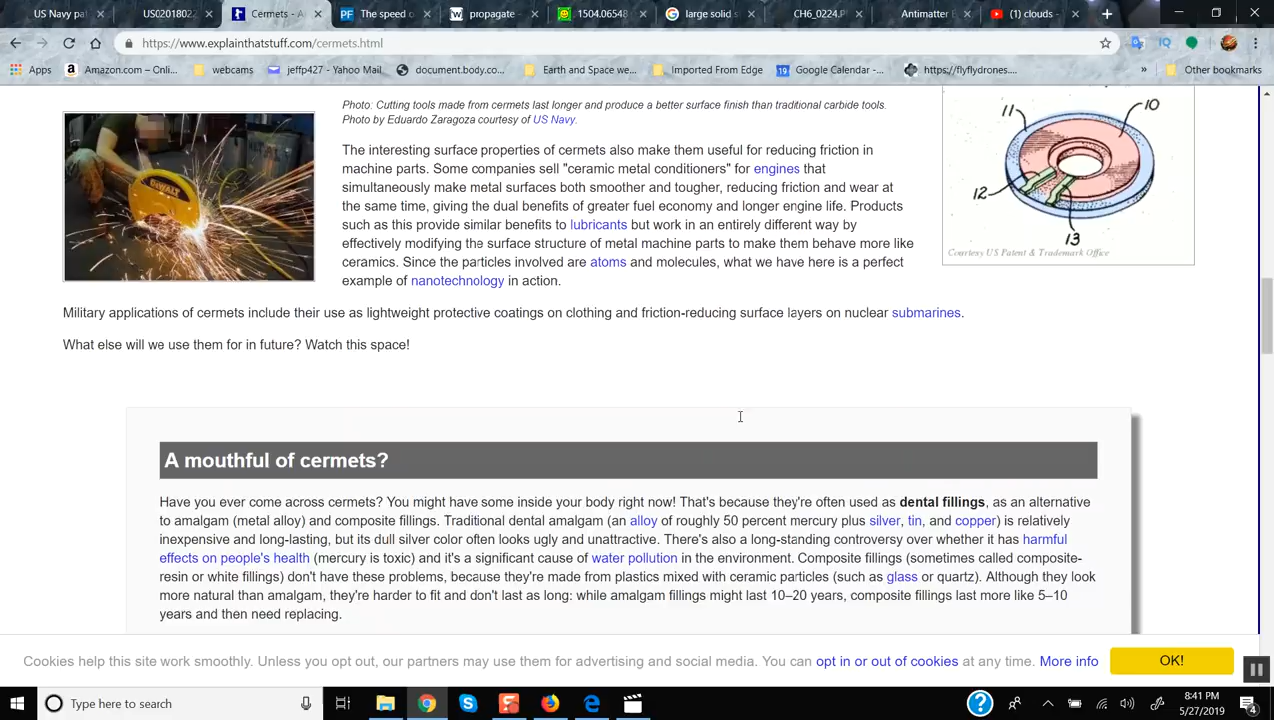 US Navy pa
US02018022
Cermets - A
The speed o
propagate -
1504.06548
large solid s
CH6_0224.P
Antimatter E
(1) clouds -
https://www.explainthatstuff.com/cermets.html
Apps
Amazon.com – Onli...
webcams
jeffp427 - Yahoo Mail
document.body.co...
Earth and Space we...
Imported From Edge
Google Calendar -...
https://flyflydrones....
Other bookmarks
Photo: Cutting tools made from cermets last longer and produce a better surface finish than traditional carbide tools.
Photo by Eduardo Zaragoza courtesy of US Navy.
The interesting surface properties of cermets also make them useful for reducing friction in
machine parts. Some companies sell "ceramic metal conditioners" for engines that
simultaneously make metal surfaces both smoother and tougher, reducing friction and wear at
the same time, giving the dual benefits of greater fuel economy and longer engine life. Products
such as this provide similar benefits to lubricants but work in an entirely different way by
effectively modifying the surface structure of metal machine parts to make them behave more like
ceramics. Since the particles involved are atoms and molecules, what we have here is a perfect
example of nanotechnology in action.
DEWALT
11
10
12
13
Courtesy US Patent & Trademark Office
Military applications of cermets include their use as lightweight protective coatings on clothing and friction-reducing surface layers on nuclear submarines.
What else will we use them for in future? Watch this space!
A mouthful of cermets?
Have you ever come across cermets? You might have some inside your body right now! That's because they're often used as dental fillings, as an alternative
to amalgam (metal alloy) and composite fillings. Traditional dental amalgam (an alloy of roughly 50 percent mercury plus silver, tin, and copper) is relatively
inexpensive and long-lasting, but its dull silver color often looks ugly and unattractive. There's also a long-standing controversy over whether it has harmful
effects on people's health (mercury is toxic) and it's a significant cause of water pollution in the environment. Composite fillings (sometimes called composite-
resin or white fillings) don't have these problems, because they're made from plastics mixed with ceramic particles (such as glass or quartz). Although they look
more natural than amalgam, they're harder to fit and don't last as long: while amalgam fillings might last 10–20 years, composite fillings last more like 5–10
years and then need replacing.
Cookies help this site work smoothly. Unless you opt out, our partners may use them for advertising and social media. You can opt in or out of cookies at any time. More info
OK!
Type here to search
8:41 PM
5/27/2019
4